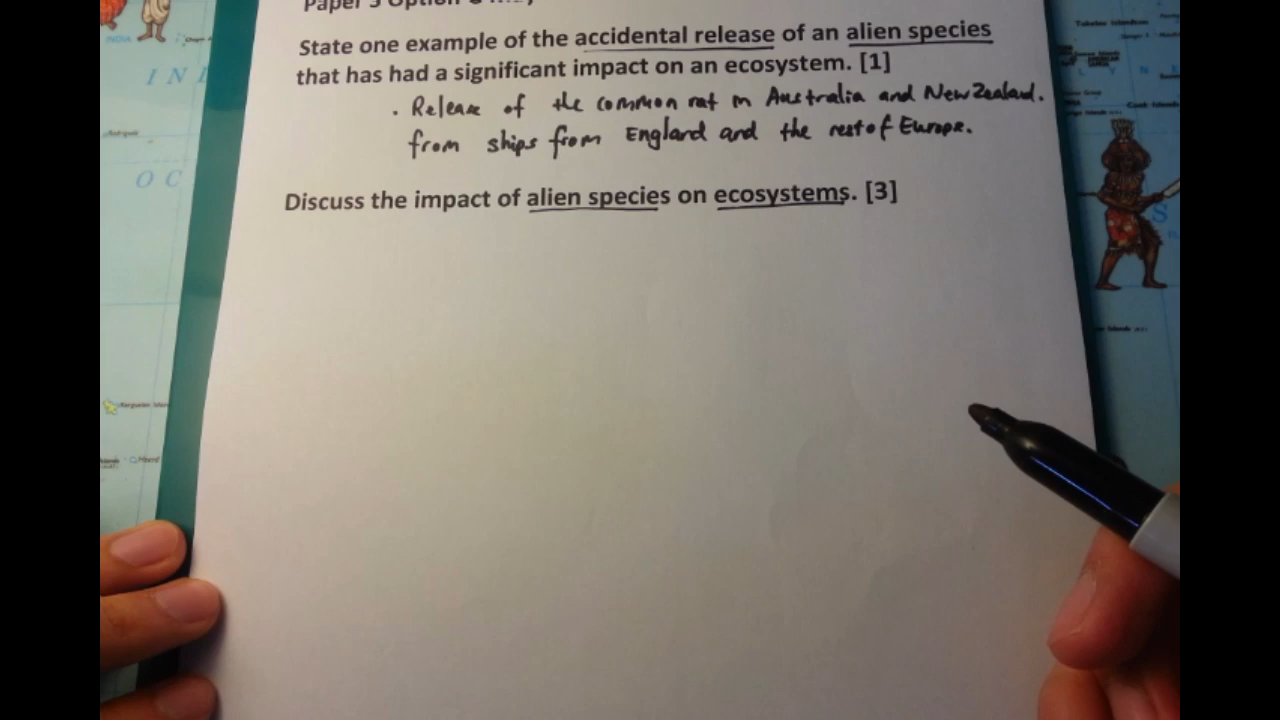 State one example of the accidental release of an alien species
that has had a significant impact on an ecosystem. [1]
. Release of the common rat in Australia and New Zealand.
from ships from England and the rest of Europe.
Discuss the impact of alien species on ecosystems. [3]
INDIA
I N
O C
S